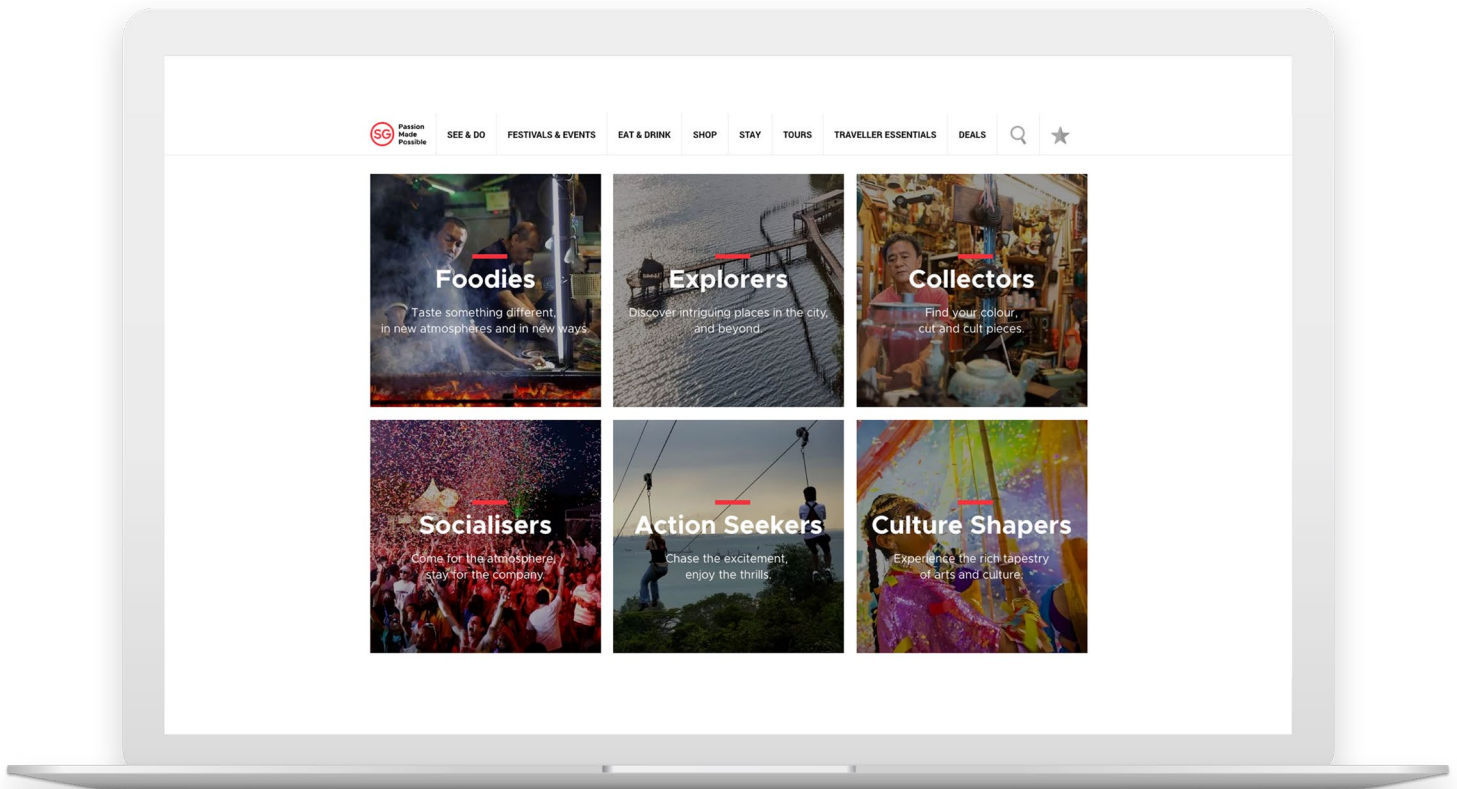 SG
Passion
Made
Possible
SEE & DO
FESTIVALS & EVENTS
EAT & DRINK
SHOP
STAY
TOURS
TRAVELLER ESSENTIALS
DEALS
Foodies
Taste something different,
in new atmospheres and in new ways.
Explorers
Discover intriguing places in the city,
and beyond.
Collectors
Find your colour,
cut and cult pieces.
Socialisers
Come for the atmosphere,
stay for the company.
Action Seekers
Chase the excitement,
enjoy the thrills.
Culture Shapers
Experience the rich tapestry
of arts and culture.